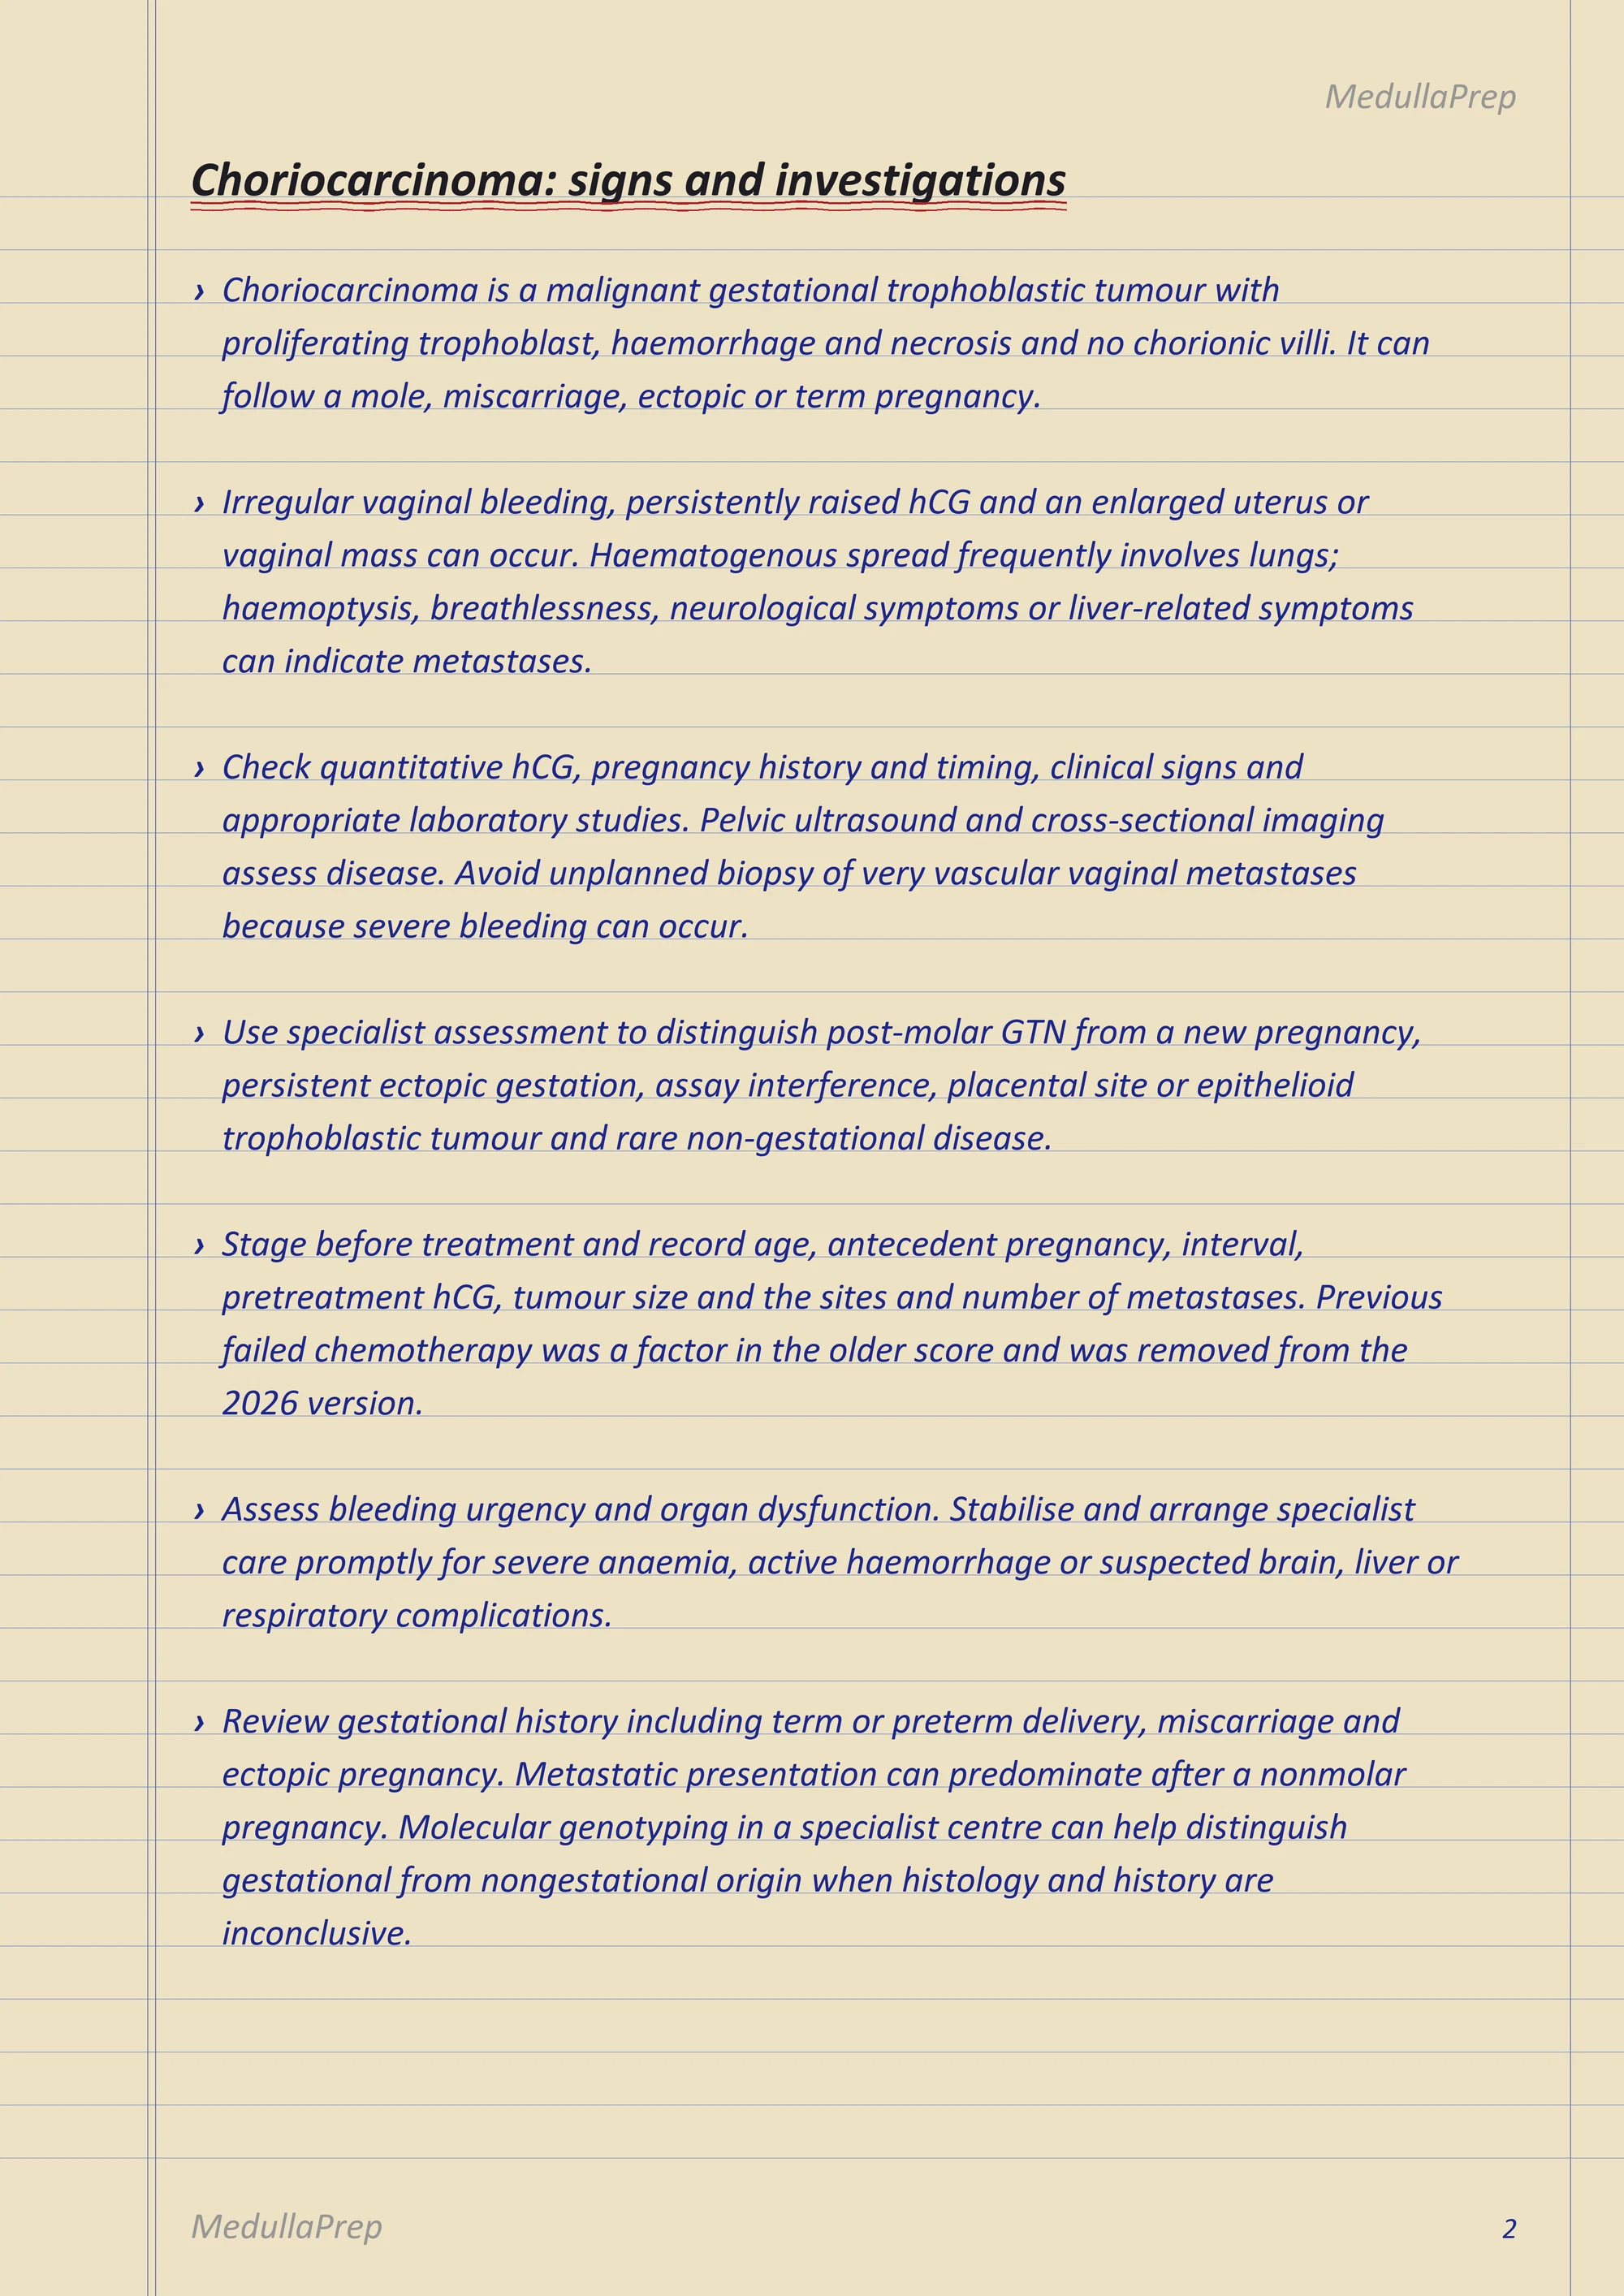 MedullaPrep
Choriocarcinoma: signs and investigations
› Choriocarcinoma is a malignant gestational trophoblastic tumour with
proliferating trophoblast, haemorrhage and necrosis and no chorionic villi. It can
follow a mole, miscarriage, ectopic or term pregnancy.
› Irregular vaginal bleeding, persistently raised hCG and an enlarged uterus or
vaginal mass can occur. Haematogenous spread frequently involves lungs;
haemoptysis, breathlessness, neurological symptoms or liver-related symptoms
can indicate metastases.
› Check quantitative hCG, pregnancy history and timing, clinical signs and
appropriate laboratory studies. Pelvic ultrasound and cross-sectional imaging
assess disease. Avoid unplanned biopsy of very vascular vaginal metastases
because severe bleeding can occur.
› Use specialist assessment to distinguish post-molar GTN from a new pregnancy,
persistent ectopic gestation, assay interference, placental site or epithelioid
trophoblastic tumour and rare non-gestational disease.
› Stage before treatment and record age, antecedent pregnancy, interval,
pretreatment hCG, tumour size and the sites and number of metastases. Previous
failed chemotherapy was a factor in the older score and was removed from the
2026 version.
› Assess bleeding urgency and organ dysfunction. Stabilise and arrange specialist
care promptly for severe anaemia, active haemorrhage or suspected brain, liver or
respiratory complications.
› Review gestational history including term or preterm delivery, miscarriage and
ectopic pregnancy. Metastatic presentation can predominate after a nonmolar
pregnancy. Molecular genotyping in a specialist centre can help distinguish
gestational from nongestational origin when histology and history are
inconclusive.
MedullaPrep
2